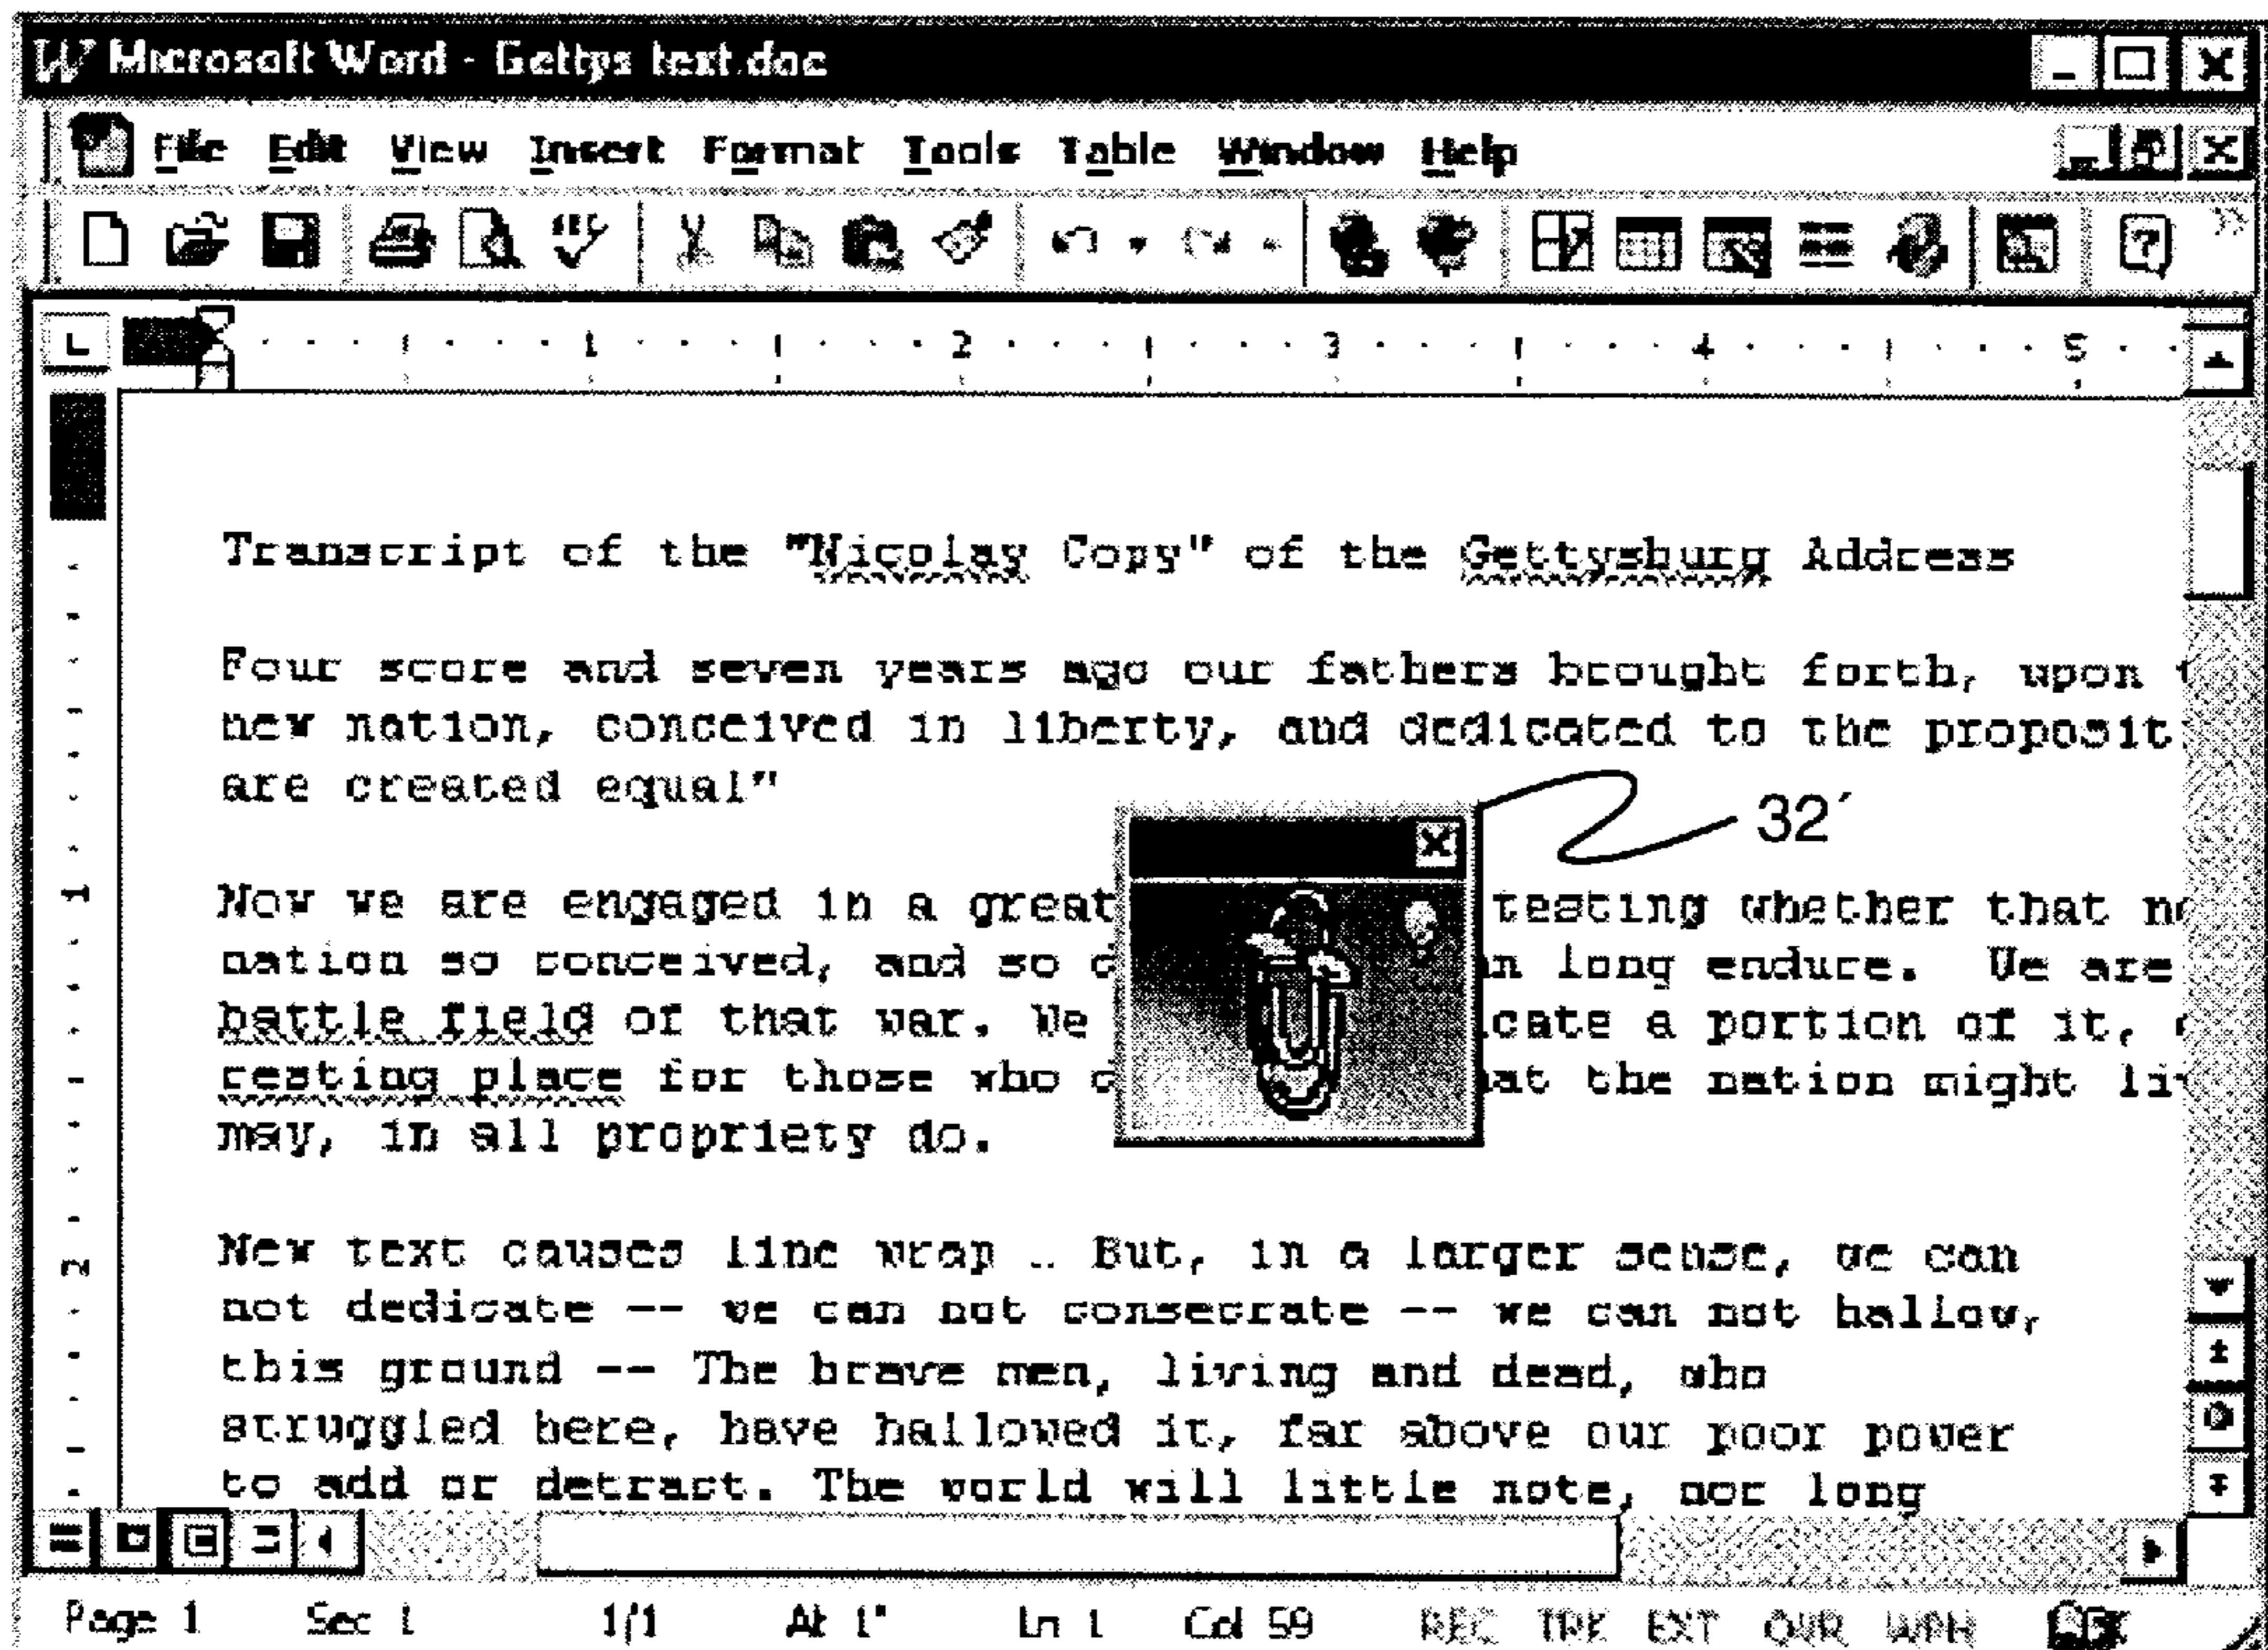 W Microsoft Word - Gettys text.doc
File Edit View Insert Format Tools Table Window Help
L 1 2 3 4 5
Transcript of the "Nicolay Copy" of the Gettysburg Address
Four score and seven years ago our fathers brought forth, upon t
new nation, conceived in liberty, and dedicated to the proposit
are created equal"
32´
1
Now we are engaged in a great testing whether that n
nation so conceived, and so d n long endure. We are
battle field of that war. We cate a portion of it,
resting place for those who d at the nation might li
may, in all propriety do.
2
New text causes line wrap .. But, in a larger sense, we can
not dedicate -- we can not consecrate -- we can not hallow,
this ground -- The brave men, living and dead, who
struggled here, have hallowed it, far above our poor power
to add or detract. The world will little note, nor long
Page 1 Sec 1 1/1 At 1" Ln 1 Col 59 REC TRK EXT OVR WPH